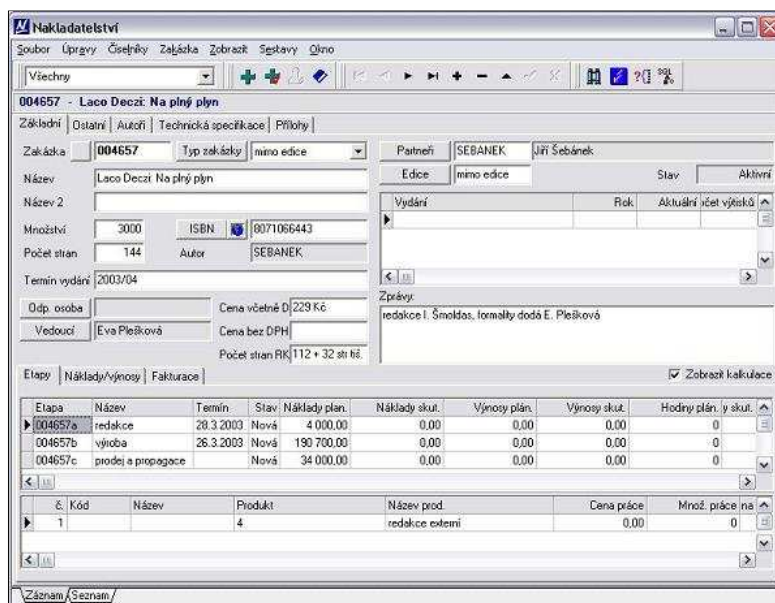 Nakladatelství
Soubor Úpravy Číselníky Zakázka Zobrazit Sestavy Okno
Všechny
004657 - Laco Deczi: Na plný plyn
Základní Ostatní Autoři Technická specifikace Přílohy
Zakázka 004657 Typ zakázky mimo edice
Partneři SEBANEK Jiří Šebánek
Název Laco Deczi: Na plný plyn
Edice mimo edice Stav Aktivní
Název 2
Vydání Rok Aktuální počet výtisků
Množství 3000 ISBN 8071066443
Počet stran 144 Autor SEBANEK
Termín vydání 2003/04
Zprávy:
Odp. osoba Cena včetně D 229 Kč
redakce I. Šmoldas, formality dodá E. Plešková
Vedoucí Eva Plešková Cena bez DPH
Počet stran RK 112 + 32 str. tiš.
Etapy Náklady/výnosy Fakturace Zobrazit kalkulace
Etapa Název Termín Stav Náklady plan. Náklady skut. Výnosy plán. Výnosy skut. Hodiny plán. y skut.
004657a redakce 28.3.2003 Nová 4 000,00 0,00 0,00 0,00 0
004657b výroba 26.3.2003 Nová 190 700,00 0,00 0,00 0,00 0
004657c prodej a propagace Nová 34 000,00 0,00 0,00 0,00 0
č. Kód Název Produkt Název prod. Cena práce Množ. práce na
1 4 redakce externí 0,00 0
Záznam Seznam